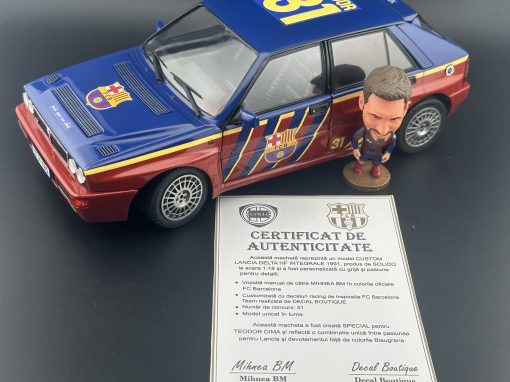 31
31
LANCIA
CERTIFICAT DE
AUTENTICITATE
Această machetă reprezintă un model CUSTOM
LANCIA DELTA HF INTEGRALE 1991, produs de SOLIDO
la scara 1:18 și a fost personalizată cu grijă și pasiune
pentru detalii.
• Vopsită manual de către MIHNEA BM în culorile oficiale
FC Barcelona
• Customizată cu decaluri racing de inspirație FC Barcelona
Team realizate de DECAL BOUTIQUE
• Număr de concurs: 31
• Model unicat în lume
Această machetă a fost creată SPECIAL pentru
TEODOR DIMA și reflectă o combinație unică între pasiunea
pentru Lancia și devotamentul față de culorile Blaugrana.
Mihnea BM Decal Boutique
Mihnea BM Decal Boutique